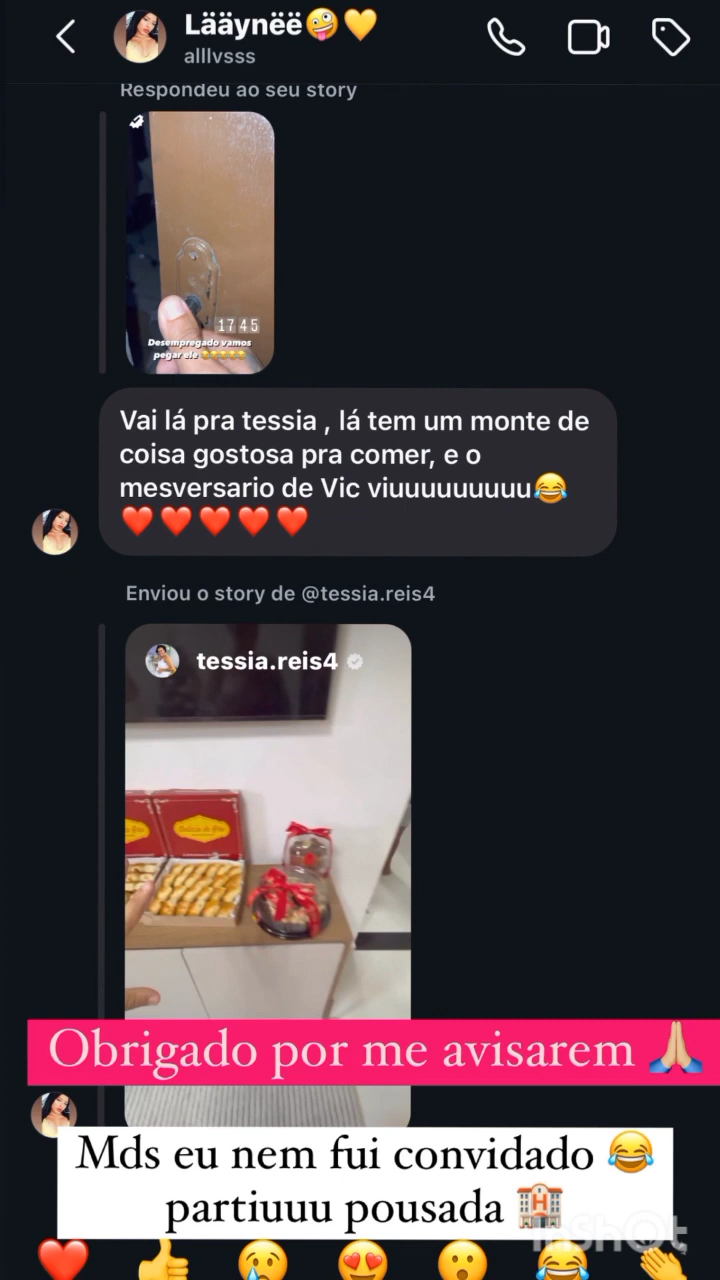 Lääynëë🤪💛
alllvsss
Respondeu ao seu story
17 45
Desempregado vamos
pegar ele 😂😂😂😂😂
Vai lá pra tessia , lá tem um monte de
coisa gostosa pra comer, e o
mesversario de Vic viuuuuuuuuu😂
❤️❤️❤️❤️❤️
Enviou o story de @tessia.reis4
tessia.reis4
Obrigado por me avisarem 🙏🏼
Mds eu nem fui convidado 😂
partiuuu pousada 🏨
InShOt